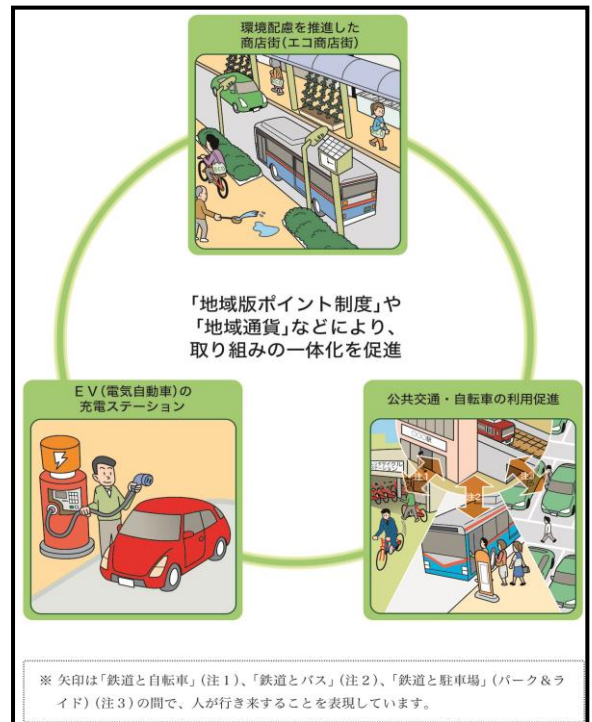 環境配慮を推進した
商店街(エコ商店街)
「地域版ポイント制度」や
「地域通貨」などにより、
取り組みの一体化を促進
EV(電気自動車)の
充電ステーション
公共交通・自転車の利用促進
注1
注2
注3
※ 矢印は「鉄道と自転車」(注1)、「鉄道とバス」(注2)、「鉄道と駐車場」(パーク&ラ
イド)(注3)の間で、人が行き来することを表現しています。